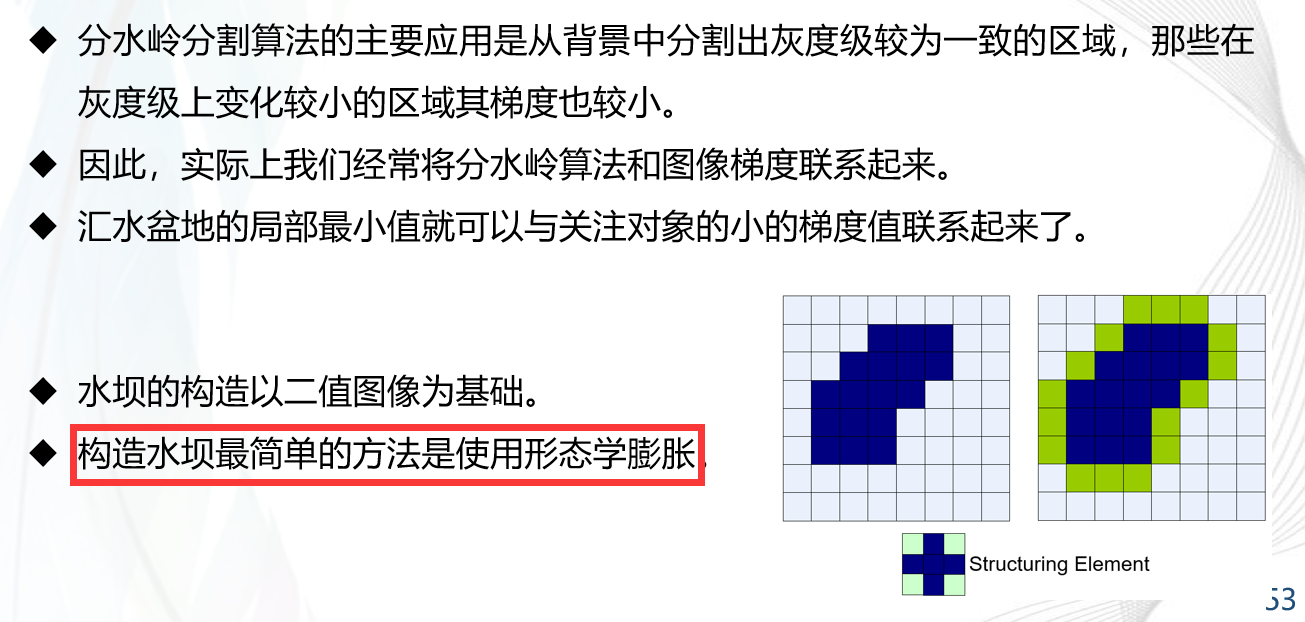 ◆ 分水岭分割算法的主要应用是从背景中分割出灰度级较为一致的区域，那些在
灰度级上变化较小的区域其梯度也较小。
◆ 因此，实际上我们经常将分水岭算法和图像梯度联系起来。
◆ 汇水盆地的局部最小值就可以与关注对象的小的梯度值联系起来了。
◆ 水坝的构造以二值图像为基础。
◆ 构造水坝最简单的方法是使用形态学膨胀.
Structuring Element
53